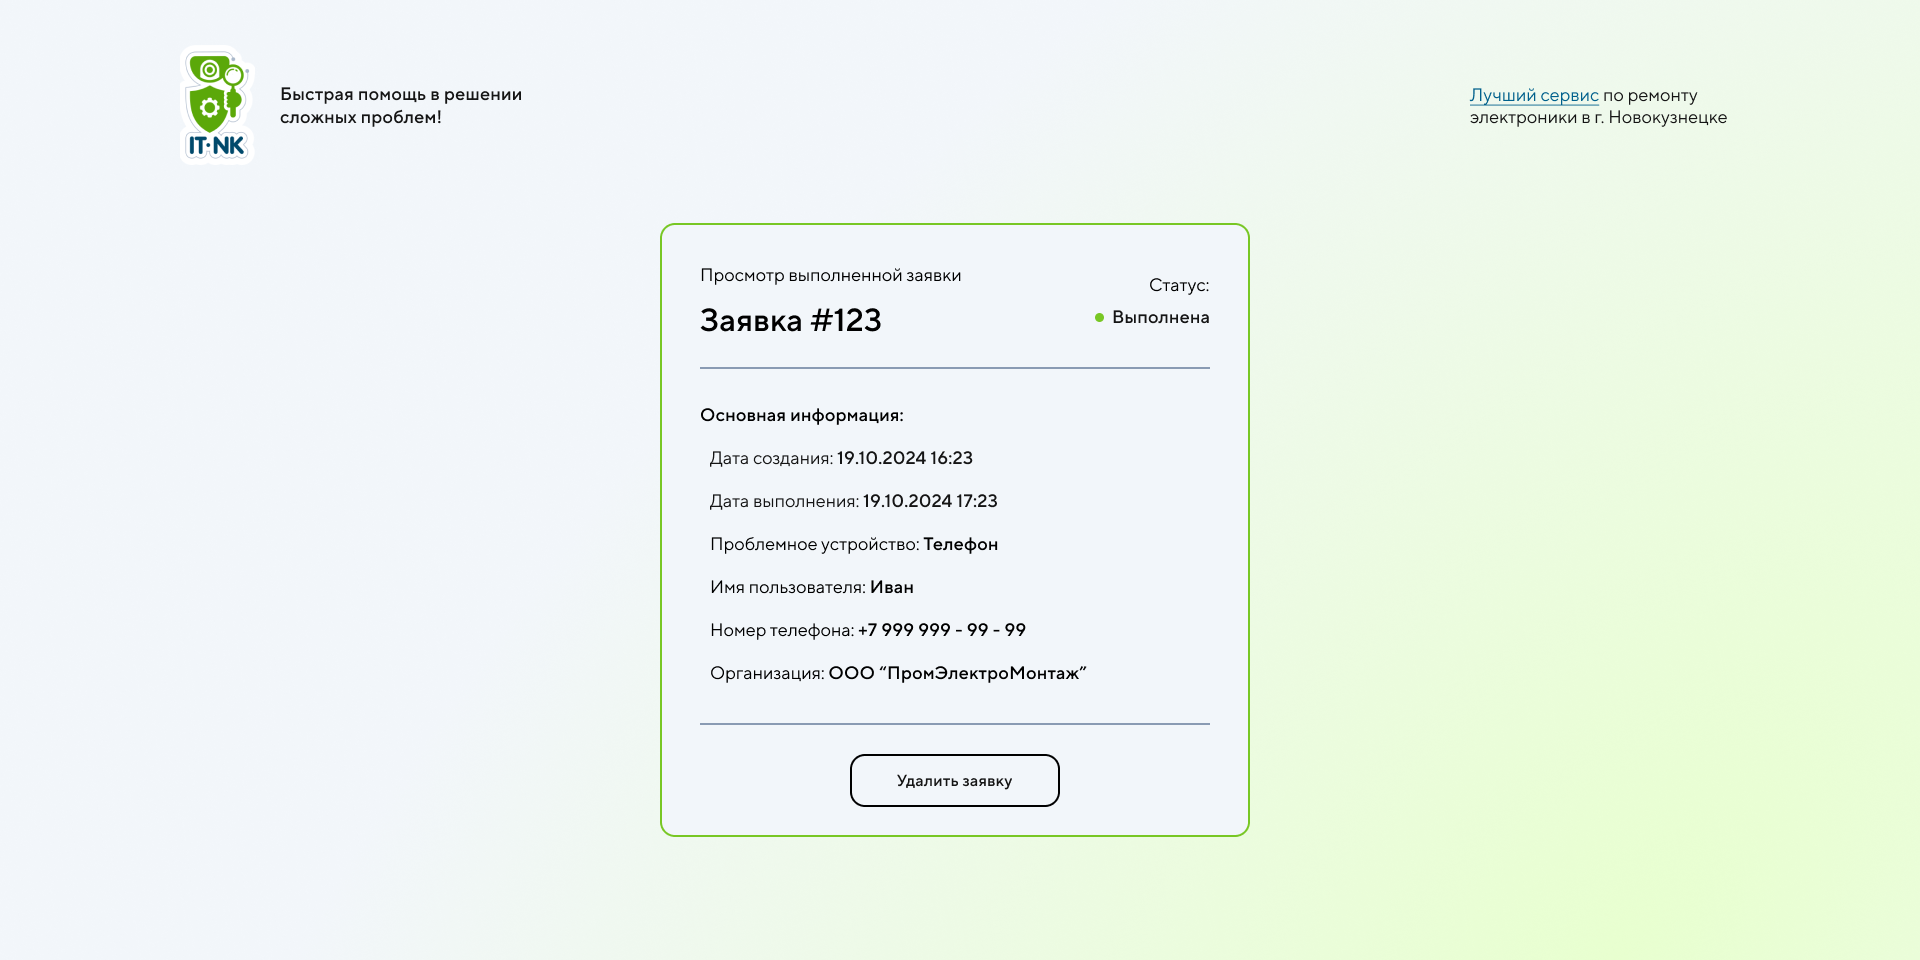 IT·NK
Быстрая помощь в решении
сложных проблем!
Лучший сервис по ремонту
электроники в г. Новокузнецке
Просмотр выполненной заявки
Заявка #123
Статус:
Выполнена
Основная информация:
Дата создания: 19.10.2024 16:23
Дата выполнения: 19.10.2024 17:23
Проблемное устройство: Телефон
Имя пользователя: Иван
Номер телефона: +7 999 999 - 99 - 99
Организация: ООО “ПромЭлектроМонтаж”
Удалить заявку